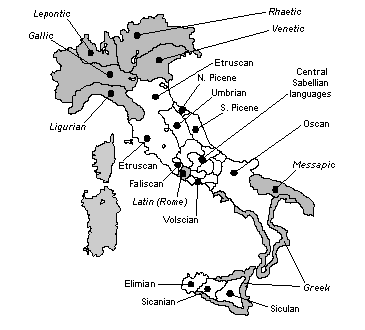 Rhaetic
Lepontic
Gallic
Venetic
Etruscan
N. Picene
Umbrian
Central
Sabellian
languages
S. Picene
Oscan
Ligurian
Messapic
Etruscan
Faliscan
Latin (Rome)
Volscian
Elimian
Sicanian
Greek
Siculan